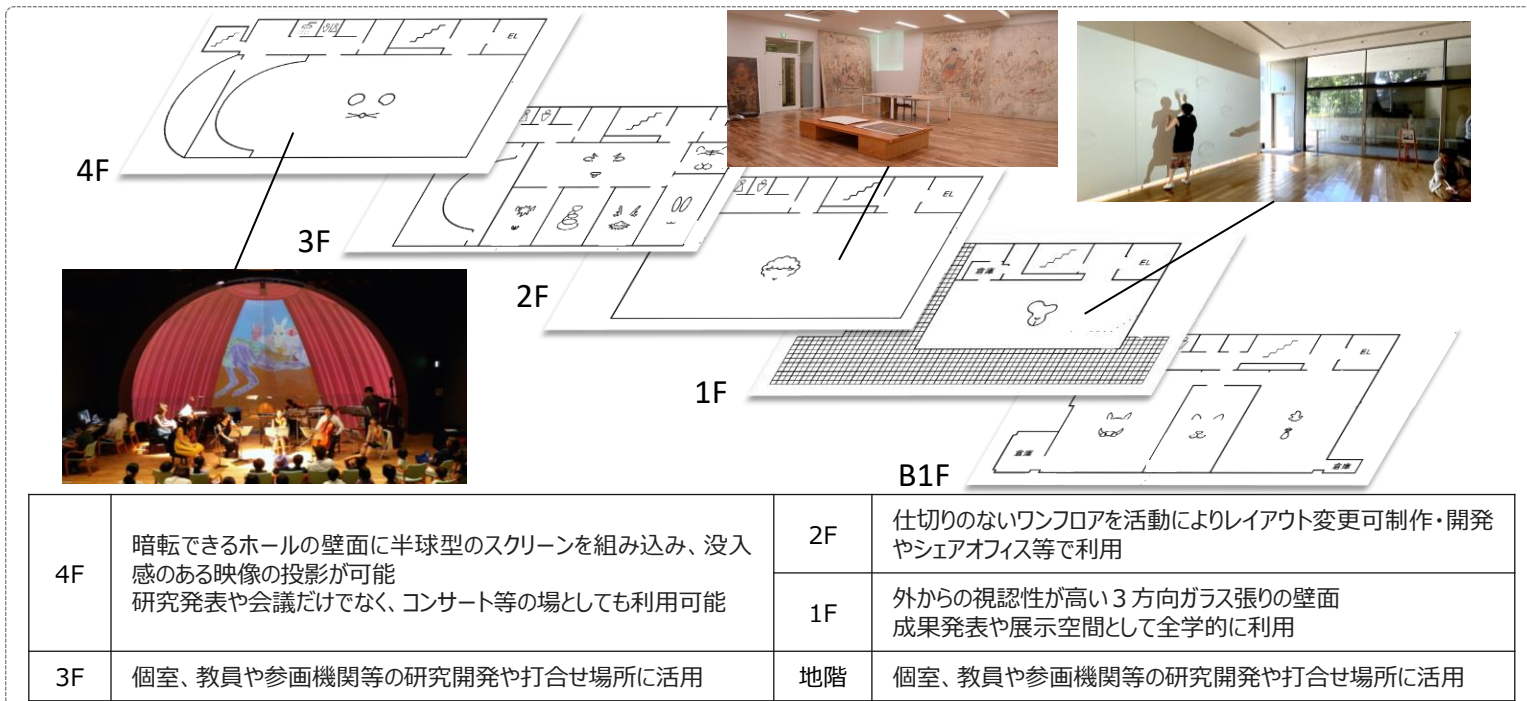 EL
4F
3F
EL
2F
倉庫
EL
1F
EL
倉庫
倉庫
B1F
4F
暗転できるホールの壁面に半球型のスクリーンを組み込み、没入
感のある映像の投影が可能
研究発表や会議だけでなく、コンサート等の場としても利用可能
2F
仕切りのないワンフロアを活動によりレイアウト変更可制作・開発
やシェアオフィス等で利用
1F
外からの視認性が高い3方向ガラス張りの壁面
成果発表や展示空間として全学的に利用
3F
個室、教員や参画機関等の研究開発や打合せ場所に活用
地階
個室、教員や参画機関等の研究開発や打合せ場所に活用